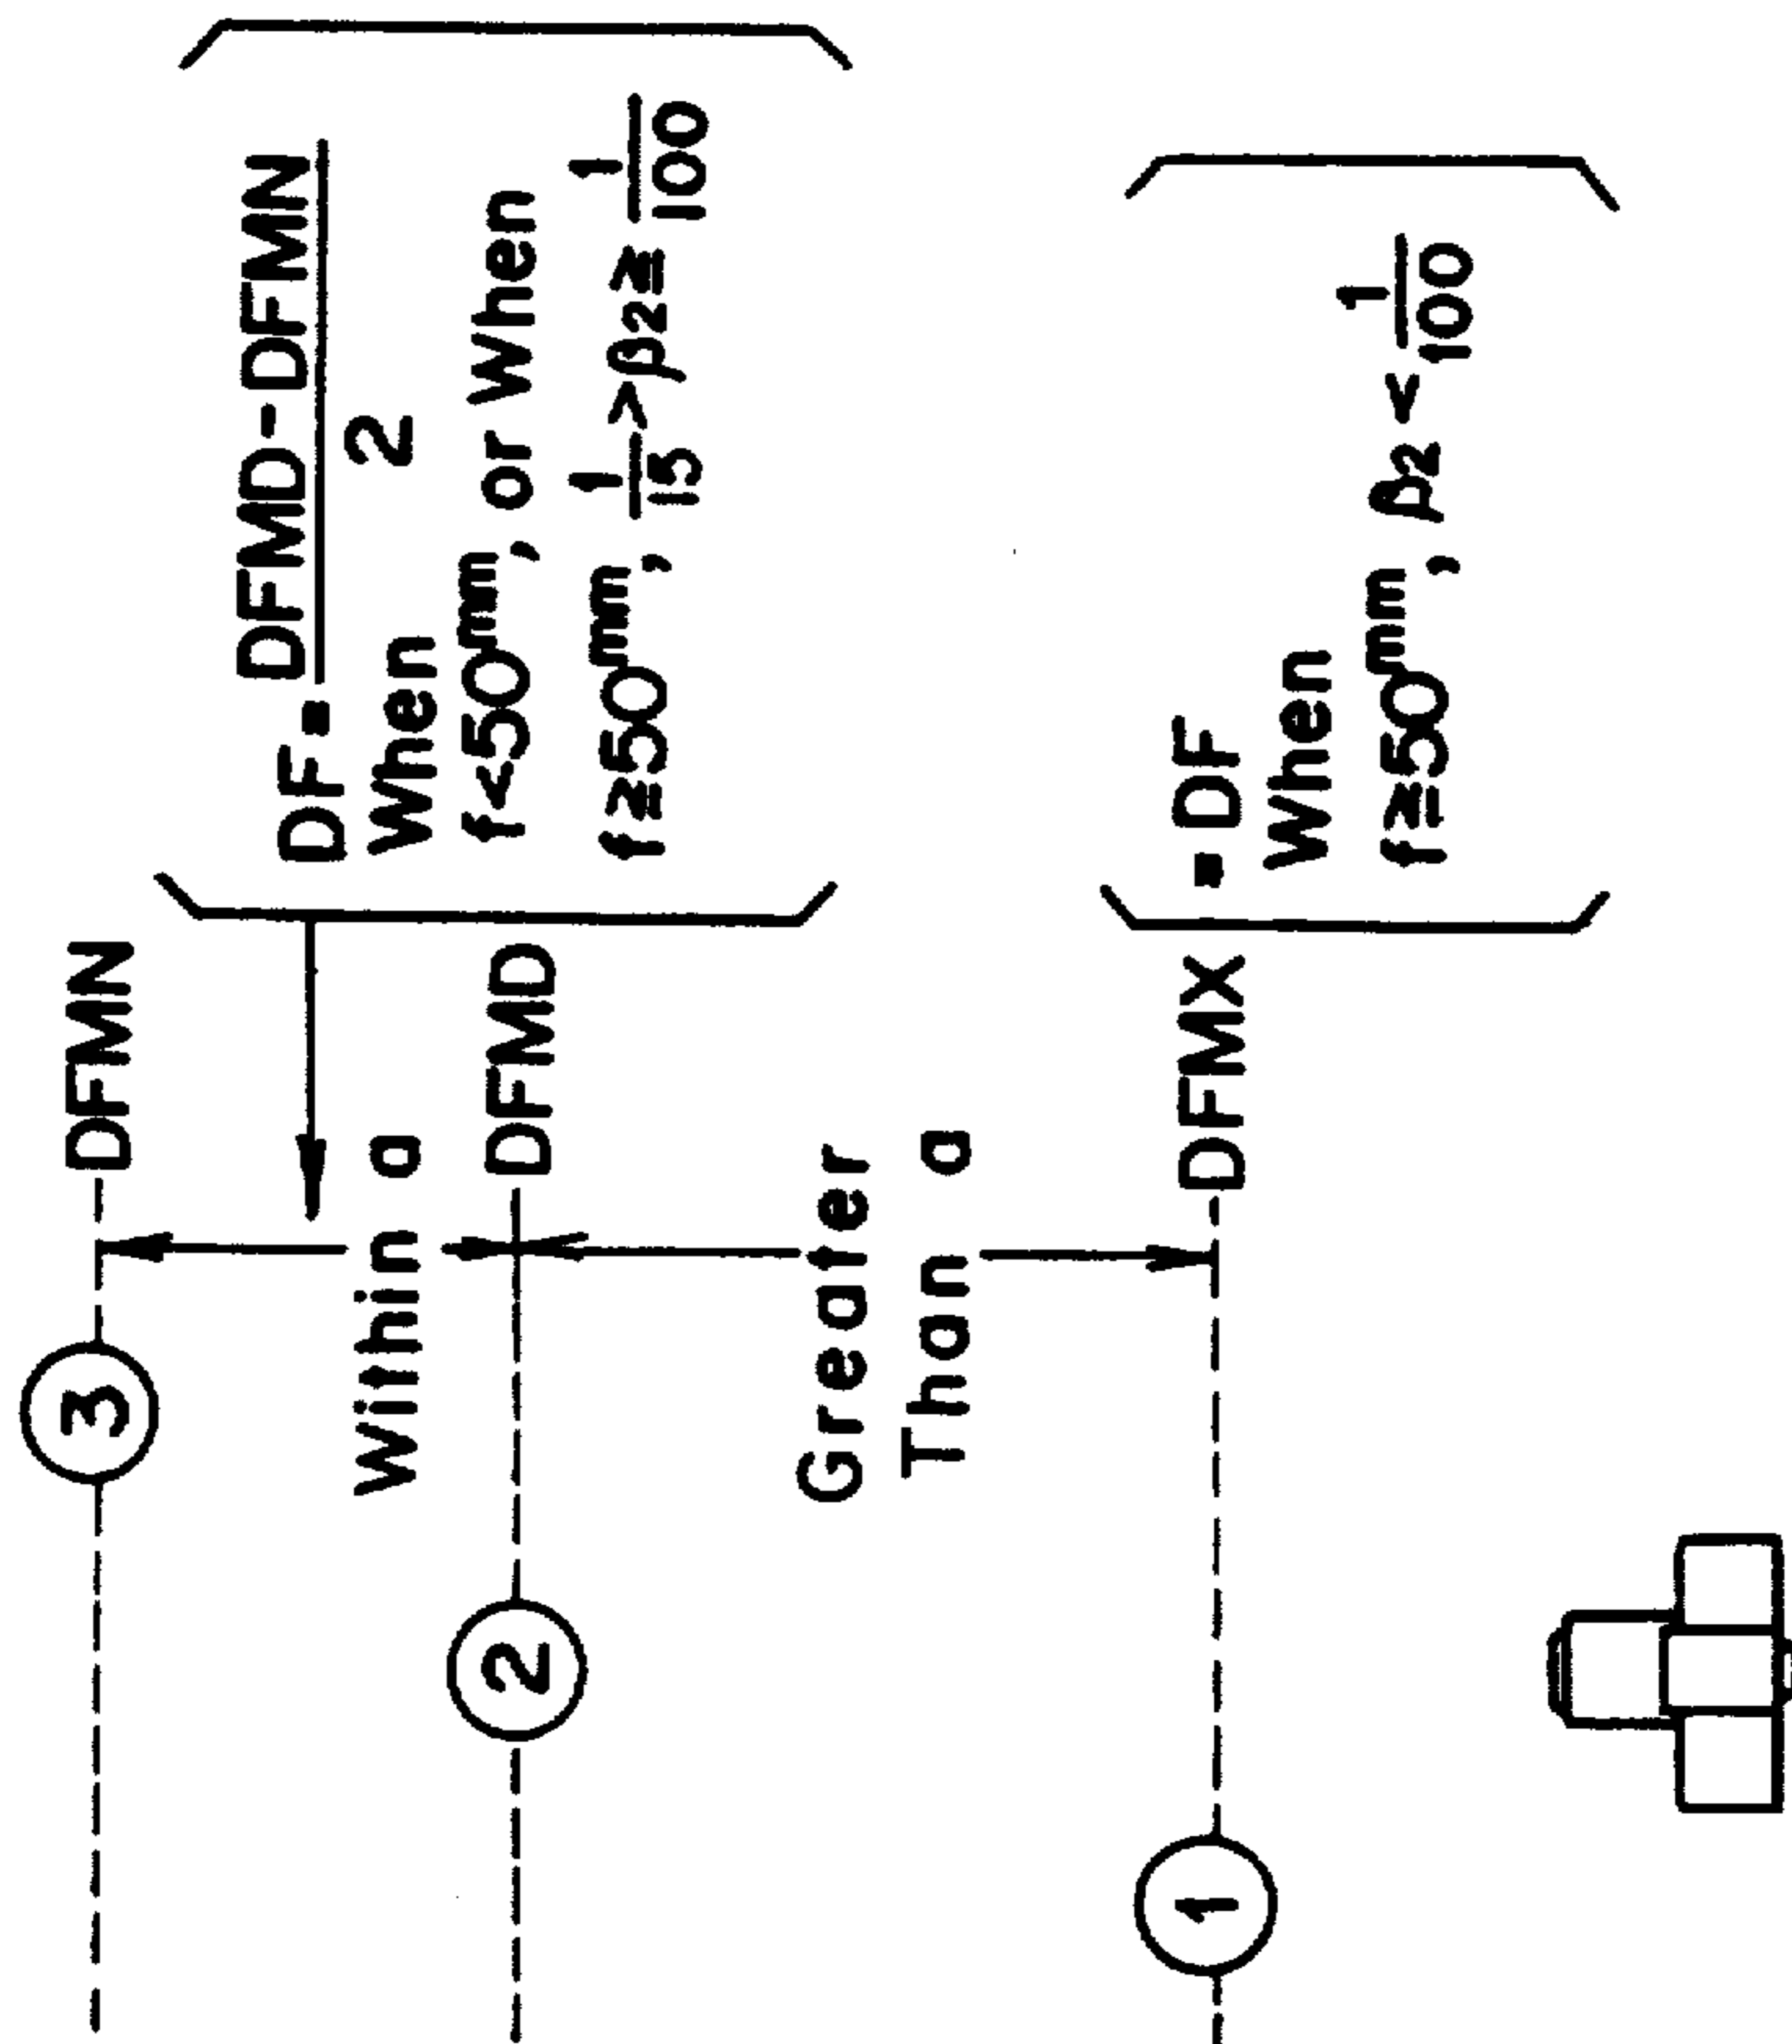 3
DFMN
DF = DFMD-DFMN / 2
When
f<50mm, or When
f≧50mm, 1/15 >β2≧ 1/100
Within a
2
DFMD
Greater
Than a
1
DFMX
=DF
When
f≧50mm, β2 < 1/100